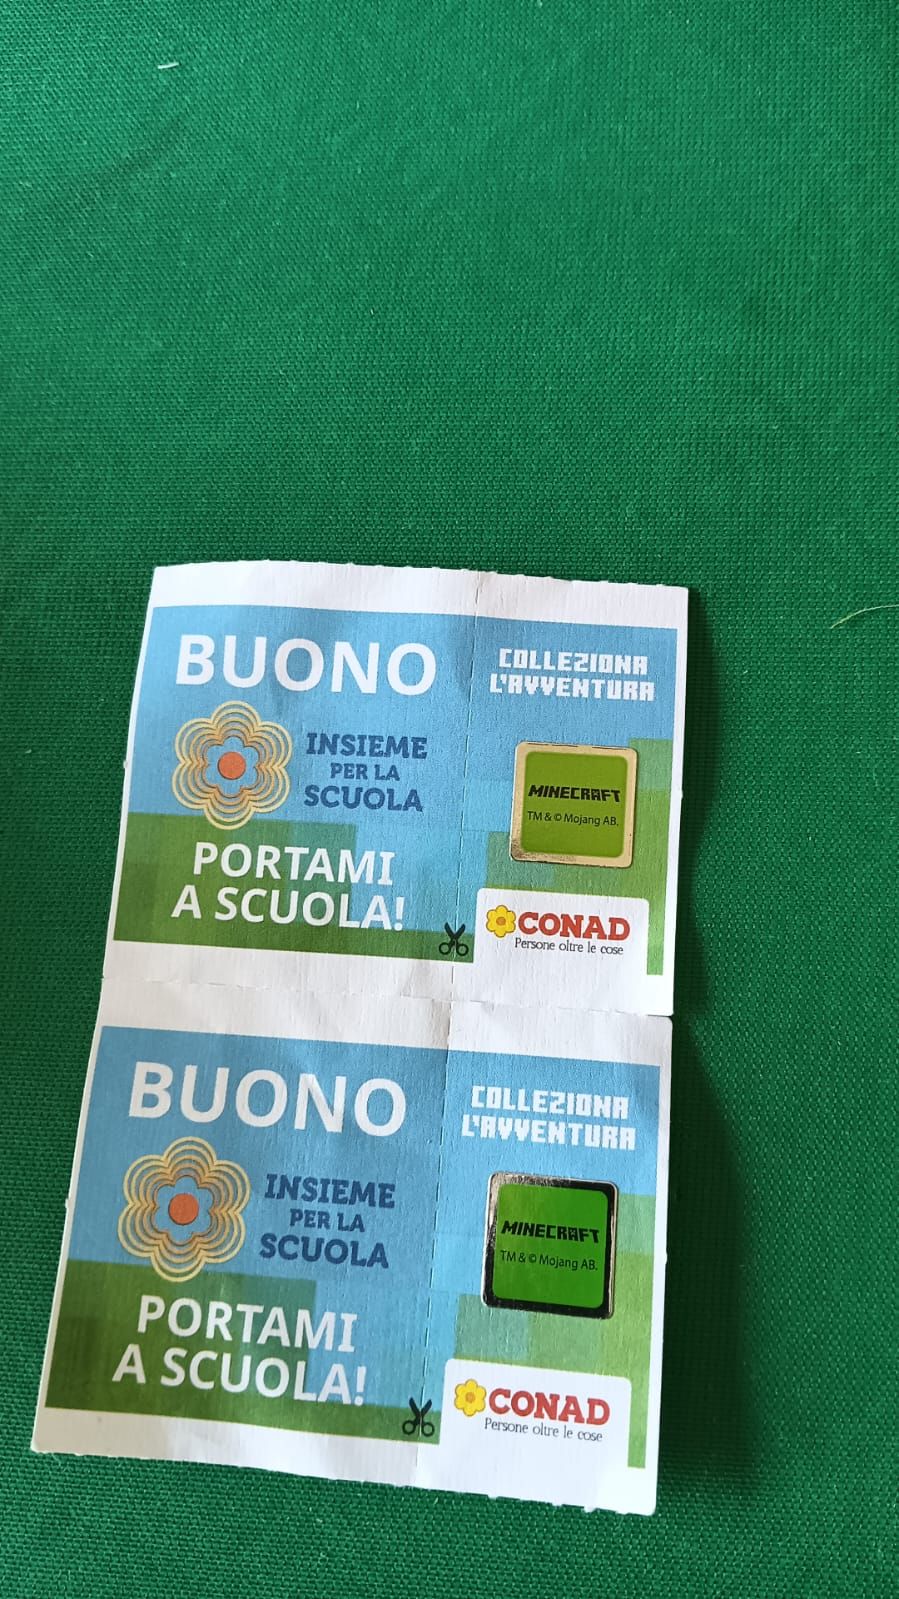 BUONO
INSIEME
PER LA
SCUOLA
PORTAMI
A SCUOLA!
COLLEZIONA
L'AVVENTURA
MINECRAFT
TM & © Mojang AB.
CONAD
Persone oltre le cose
BUONO
INSIEME
PER LA
SCUOLA
PORTAMI
A SCUOLA!
COLLEZIONA
L'AVVENTURA
MINECRAFT
TM & © Mojang AB.
CONAD
Persone oltre le cose